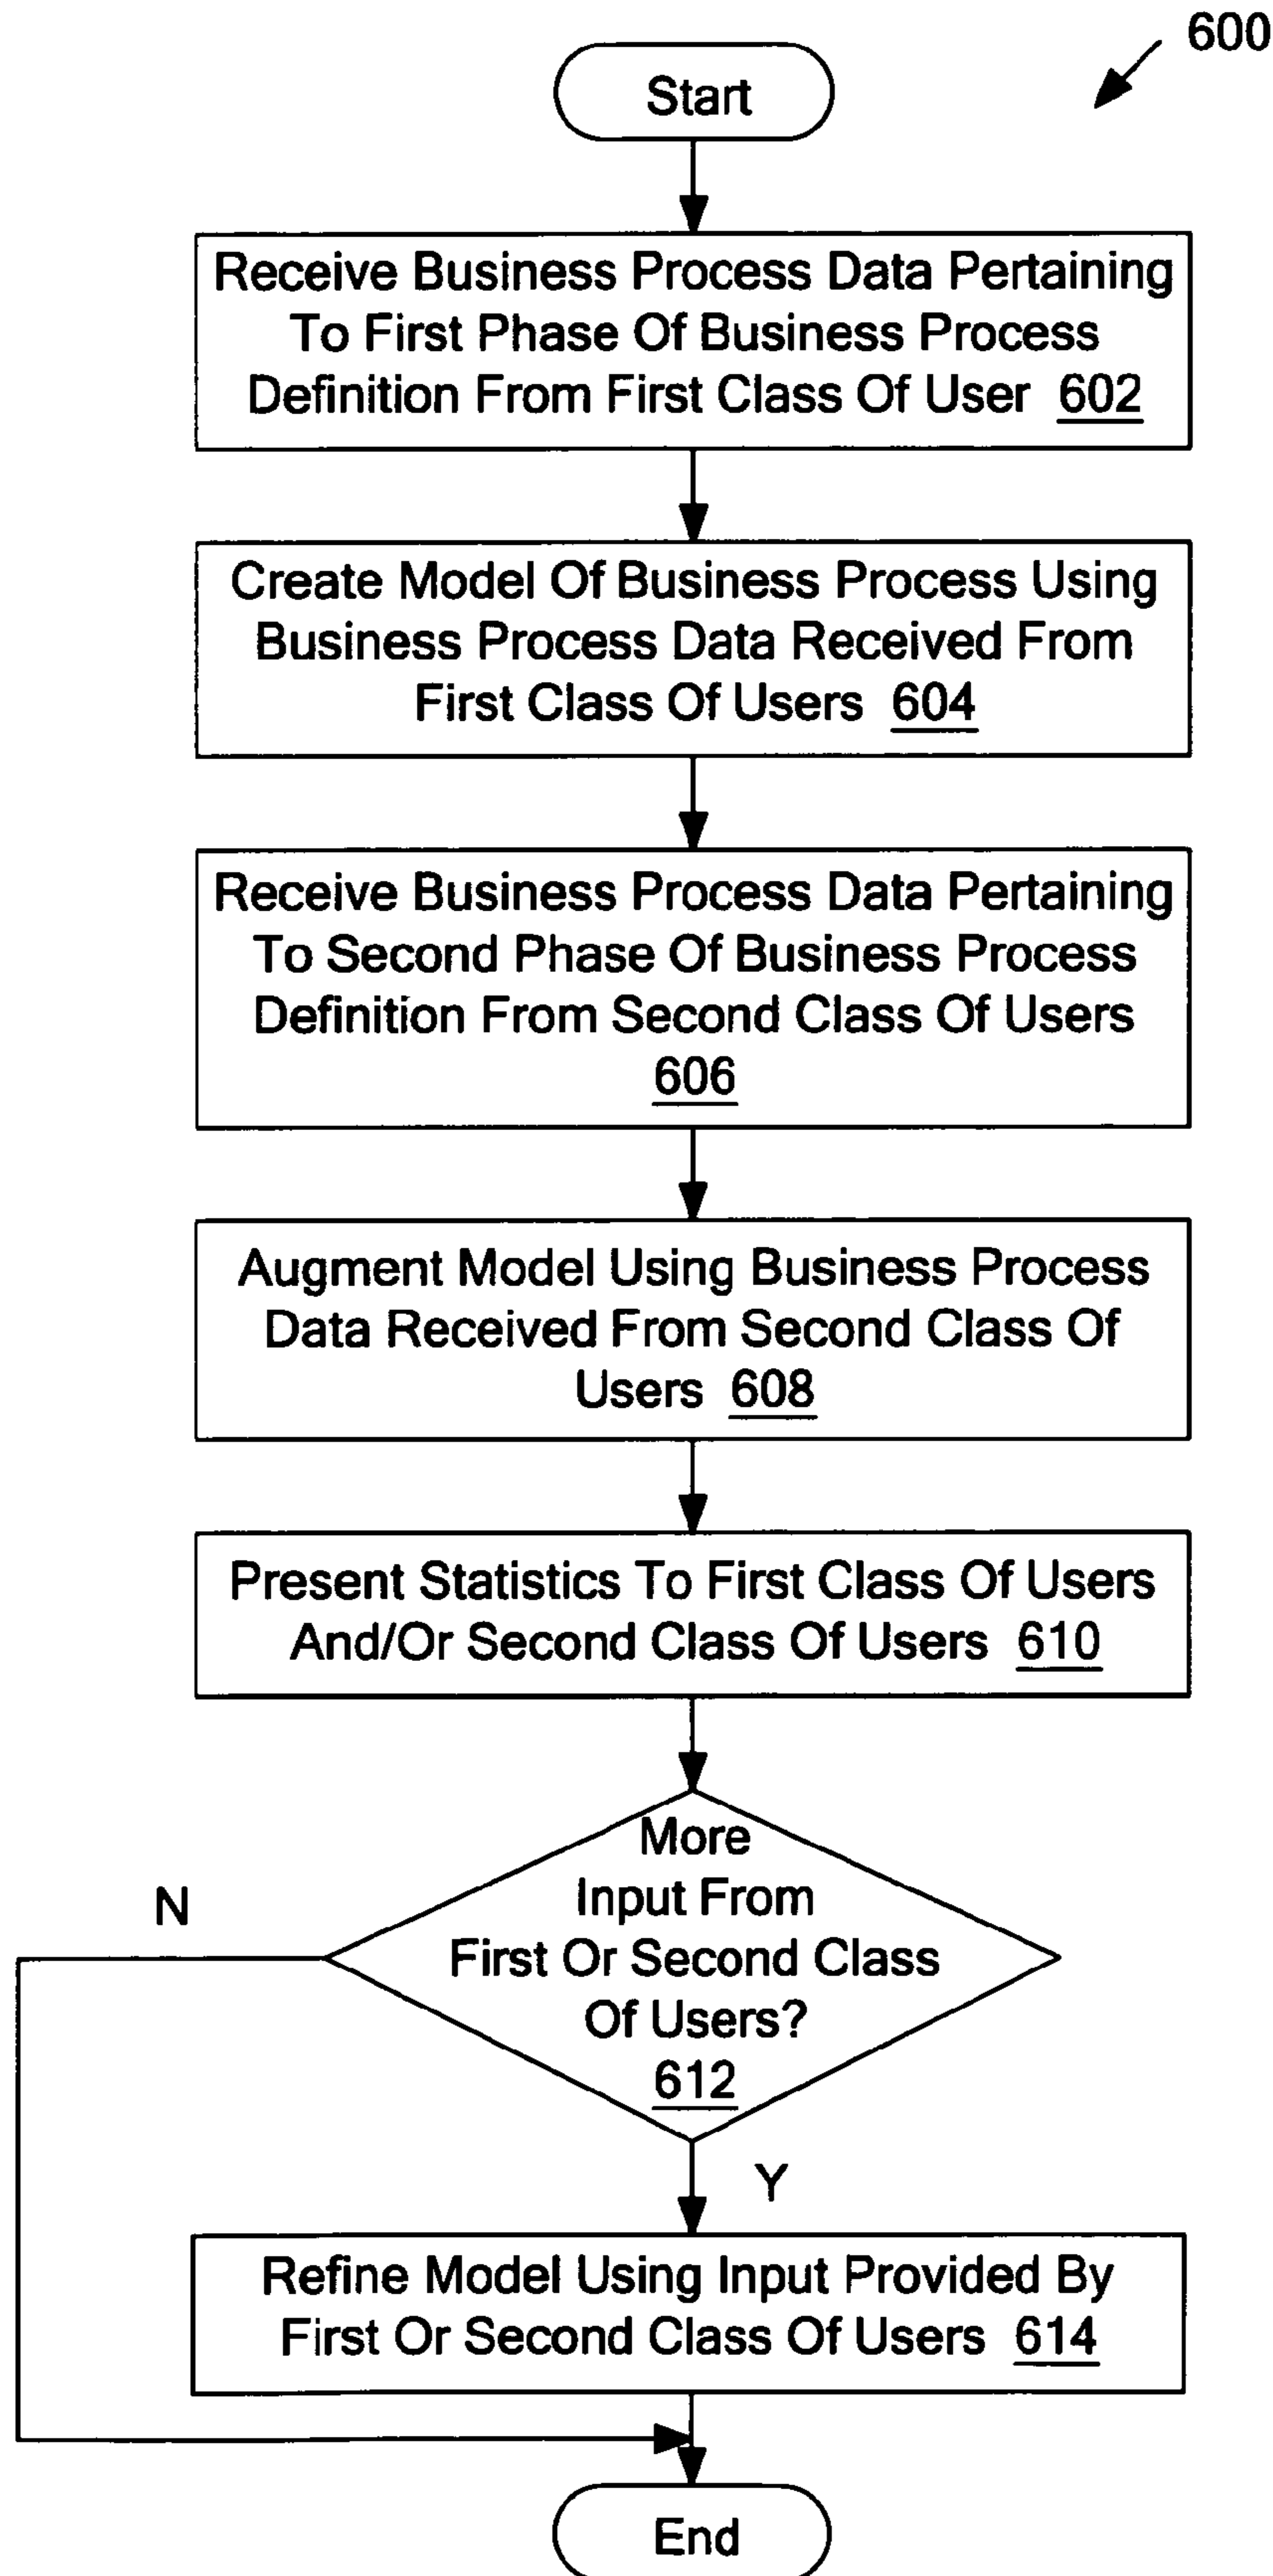 600
Start
Receive Business Process Data Pertaining
To First Phase Of Business Process
Definition From First Class Of User 602
Create Model Of Business Process Using
Business Process Data Received From
First Class Of Users 604
Receive Business Process Data Pertaining
To Second Phase Of Business Process
Definition From Second Class Of Users
606
Augment Model Using Business Process
Data Received From Second Class Of
Users 608
Present Statistics To First Class Of Users
And/Or Second Class Of Users 610
More
Input From
First Or Second Class
Of Users?
612
N
Y
Refine Model Using Input Provided By
First Or Second Class Of Users 614
End